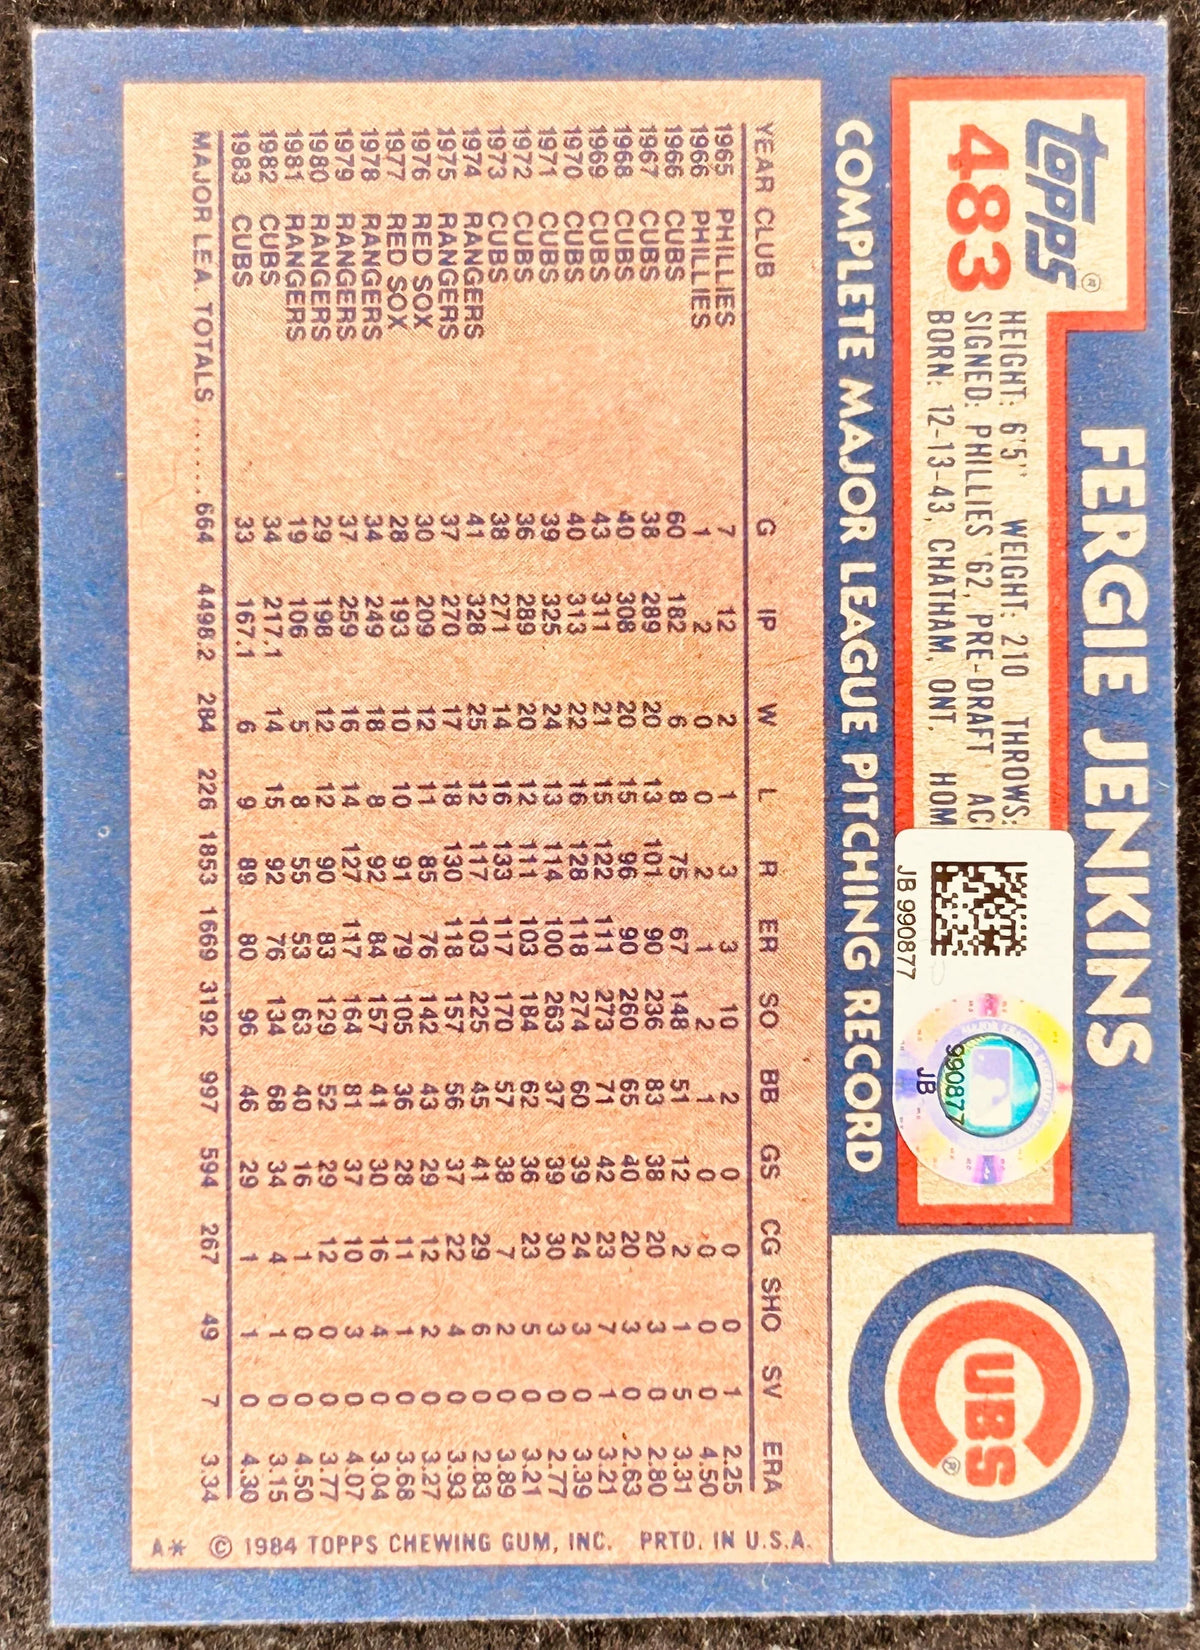 topps®
483
FERGIE JENKINS
HEIGHT: 6'5" WEIGHT: 210 THROWS:
SIGNED: PHILLIES '62, PRE-DRAFT AC
BORN: 12-13-43, CHATHAM, ONT. HOM
JB 990877
MAJOR LEAGUE
990877
JB
CUBS®
COMPLETE MAJOR LEAGUE PITCHING RECORD
YEAR CLUB G IP W L R ER SO BB GS CG SHO SV ERA
1965 PHILLIES 7 12 2 1 3 3 10 2 0 0 0 1 2.25
1966 PHILLIES 1 2 0 0 2 1 2 1 0 0 0 0 4.50
1966 CUBS 60 182 6 8 75 67 148 51 12 2 1 5 3.31
1967 CUBS 38 289 20 13 101 90 236 83 38 20 3 0 2.80
1968 CUBS 40 308 20 15 96 90 260 65 40 20 3 0 2.63
1969 CUBS 43 311 21 15 122 111 273 71 42 23 7 1 3.21
1970 CUBS 40 313 22 16 128 118 274 60 39 24 3 0 3.39
1971 CUBS 39 325 24 13 114 100 263 37 39 30 3 0 2.77
1972 CUBS 36 289 20 12 111 103 184 62 36 23 5 0 3.21
1973 CUBS 38 271 14 16 133 117 170 57 38 7 2 0 3.89
1974 RANGERS 41 328 25 12 117 103 225 45 41 29 6 0 2.83
1975 RANGERS 37 270 17 18 130 118 157 56 37 22 4 0 3.93
1976 RED SOX 30 209 12 11 85 76 142 43 29 12 2 0 3.27
1977 RED SOX 28 193 10 10 91 79 105 36 28 11 1 0 3.68
1978 RANGERS 34 249 18 8 92 84 157 41 30 16 4 0 3.04
1979 RANGERS 37 259 16 14 127 117 164 81 37 10 3 0 4.07
1980 RANGERS 29 198 12 12 90 83 129 52 29 12 0 0 3.77
1981 RANGERS 19 106 5 8 55 53 63 40 16 1 0 0 4.50
1982 CUBS 34 217.1 14 15 92 76 134 68 34 4 1 0 3.15
1983 CUBS 33 167.1 6 9 89 80 96 46 29 1 1 0 4.30
MAJOR LEA. TOTALS...... 664 4498.2 284 226 1853 1669 3192 997 594 267 49 7 3.34
A* © 1984 TOPPS CHEWING GUM, INC. PRTD. IN U.S.A.